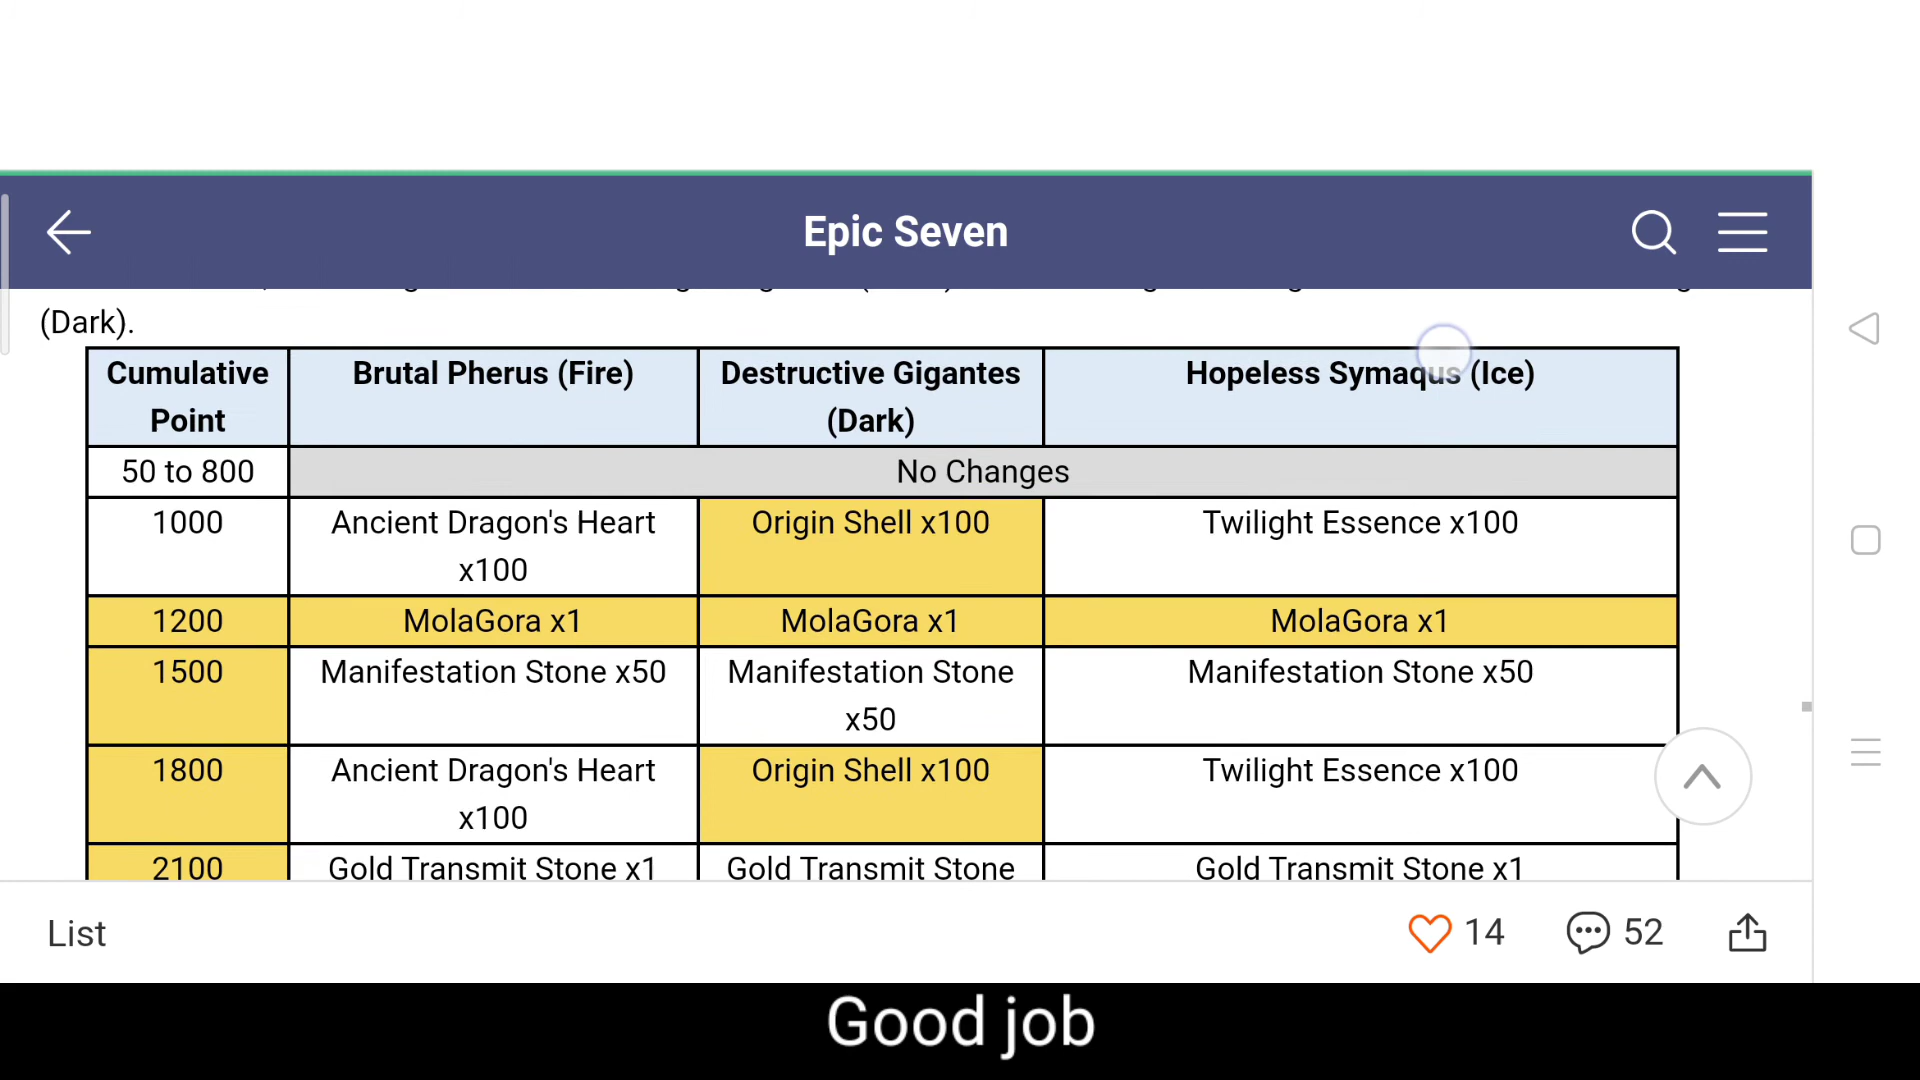 Epic Seven
(Dark).
Cumulative Point
Brutal Pherus (Fire)
Destructive Gigantes (Dark)
Hopeless Symaqus (Ice)
50 to 800
No Changes
1000
Ancient Dragon's Heart x100
Origin Shell x100
Twilight Essence x100
1200
MolaGora x1
MolaGora x1
MolaGora x1
1500
Manifestation Stone x50
Manifestation Stone x50
Manifestation Stone x50
1800
Ancient Dragon's Heart x100
Origin Shell x100
Twilight Essence x100
2100
Gold Transmit Stone x1
Gold Transmit Stone
Gold Transmit Stone x1
List
14
52
Good job